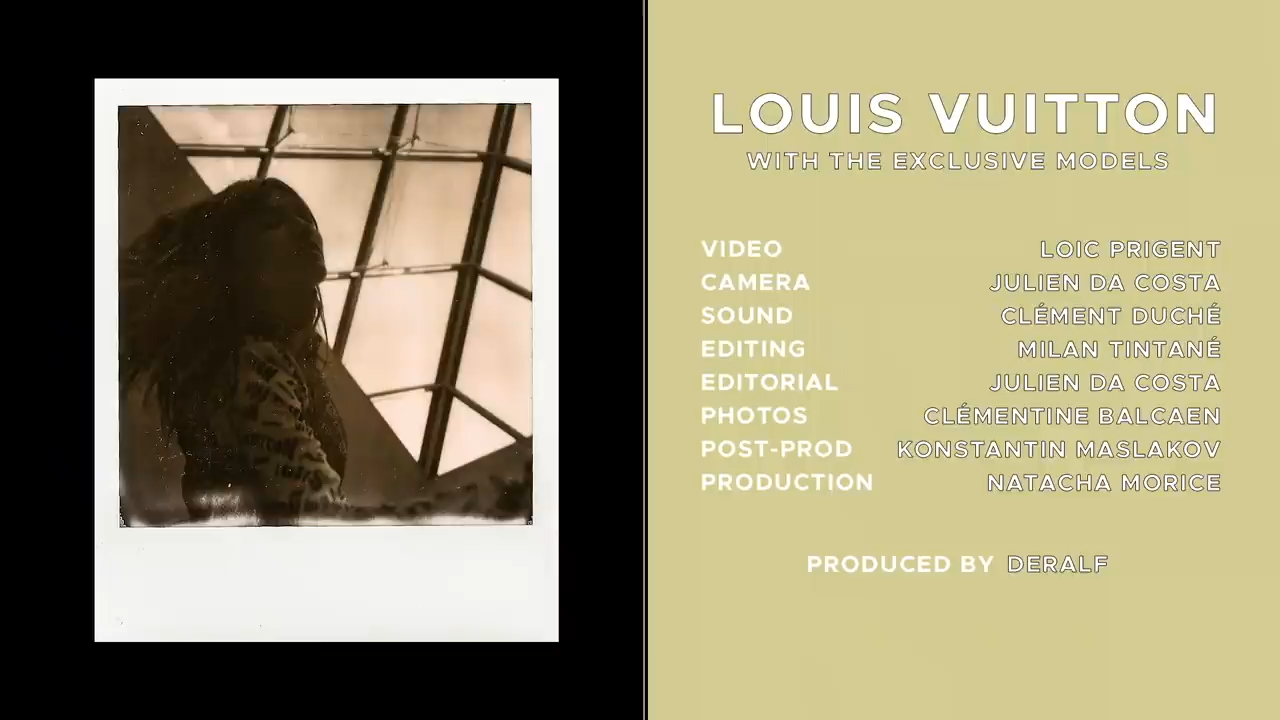 LOUIS VUITTON
WITH THE EXCLUSIVE MODELS
VIDEO LOIC PRIGENT
CAMERA JULIEN DA COSTA
SOUND CLÉMENT DUCHÉ
EDITING MILAN TINTANÉ
EDITORIAL JULIEN DA COSTA
PHOTOS CLÉMENTINE BALCAEN
POST-PROD KONSTANTIN MASLAKOV
PRODUCTION NATACHA MORICE
PRODUCED BY DERALF